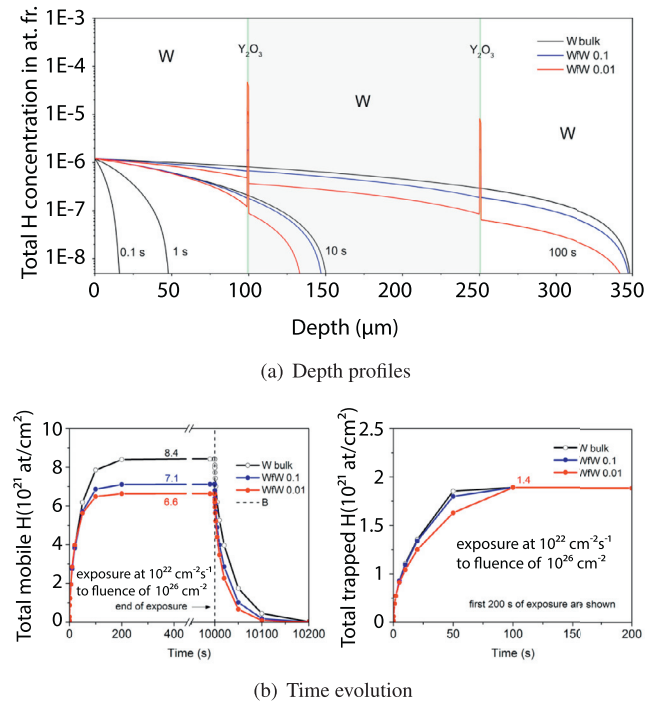 1E-3
1E-4
1E-5
1E-6
1E-7
1E-8
Total H concentration in at. fr.
W
Y₂O₃
W
Y₂O₃
W
W bulk
WfW 0.1
WfW 0.01
0.1 s
1 s
10 s
100 s
0 50 100 150 200 250 300 350
Depth (µm)
(a) Depth profiles
Total mobile H(10²¹ at/cm²)
10
8
6
4
2
0
8.4
7.1
6.6
W bulk
WfW 0.1
WfW 0.01
B
exposure at 10²² cm⁻²s⁻¹
to fluence of 10²⁶ cm⁻²
end of exposure
0 200 400 10000 10100 10200
Time (s)
Total trapped H(10²¹ at/cm²)
2.5
2
1.5
1
0.5
0
1.4
W bulk
WfW 0.1
WfW 0.01
exposure at 10²² cm⁻²s⁻¹
to fluence of 10²⁶ cm⁻²
first 200 s of exposure are shown
0 50 100 150 200
Time (s)
(b) Time evolution